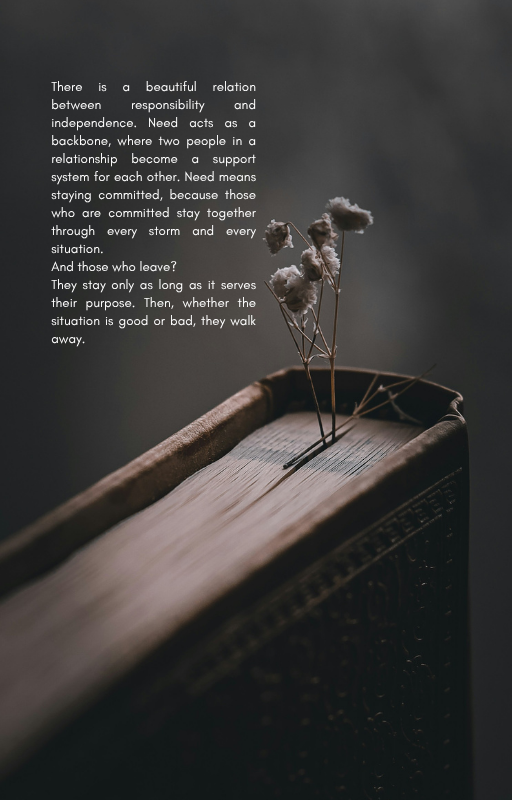 There is a beautiful relation
between responsibility and
independence. Need acts as a
backbone, where two people in a
relationship become a support
system for each other. Need means
staying committed, because those
who are committed stay together
through every storm and every
situation.
And those who leave?
They stay only as long as it serves
their purpose. Then, whether the
situation is good or bad, they walk
away.